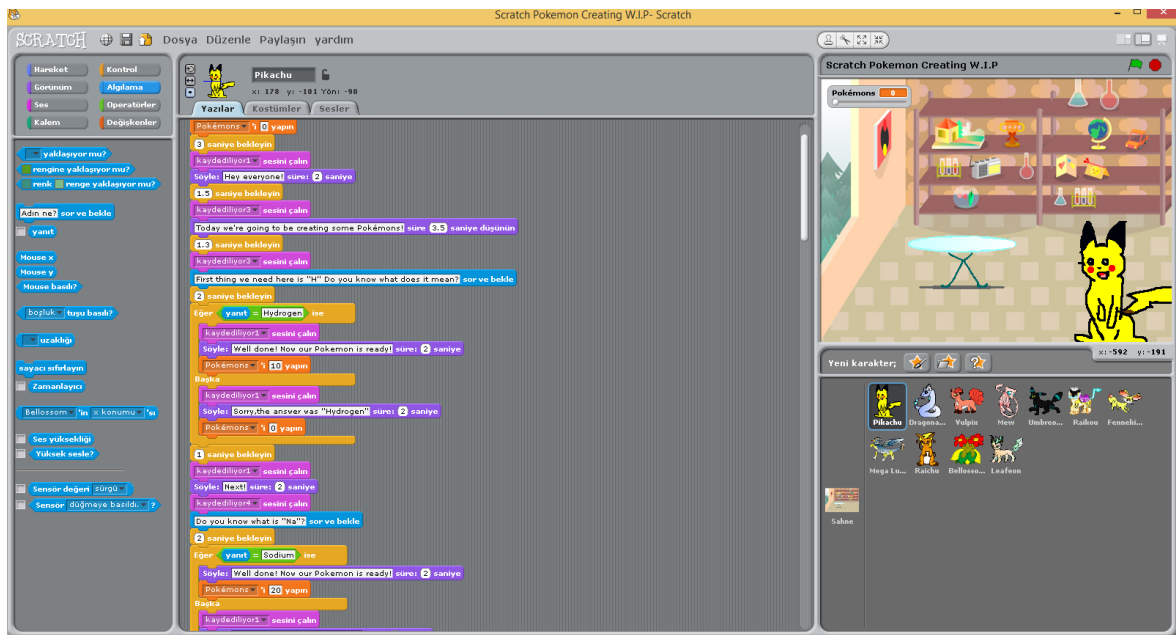 Scratch Pokemon Creating W.I.P- Scratch
SCRATCH Dosya Düzenle Paylaşın yardım
Hareket Kontrol
Görünüm Algılama
Ses Operatörler
Kalem Değişkenler
yaklaşıyor mu?
rengine yaklaşıyor mu?
renk renge yaklaşıyor mu?
Adın ne? sor ve bekle
yanıt
Mouse x
Mouse y
Mouse basılı?
boşluk tuşu basılı?
uzaklığı
sayacı sıfırlayın
Zamanlayıcı
Bellossom 'in x konumu 'sı
Ses yüksekliği
Yüksek sesle?
Sensör değeri sürgü
Sensör düğmeye basıldı. ?
Pikachu
x: 178 y: -101 Yön: -90
Yazılar Kostümler Sesler
Pokémons 'i 0 yapın
3 saniye bekleyin
kaydediliyor1 sesini çalın
Söyle: Hey everyone! süre: 2 saniye
1.5 saniye bekleyin
kaydediliyor3 sesini çalın
Today we're going to be creating some Pokémons! süre 3.5 saniye düşünün
1.3 saniye bekleyin
kaydediliyor3 sesini çalın
First thing we need here is "H" Do you know what does it mean? sor ve bekle
2 saniye bekleyin
Eğer yanıt = Hydrogen ise
kaydediliyor1 sesini çalın
Söyle: Well done! Now our Pokemon is ready! süre: 2 saniye
Pokémons 'i 10 yapın
Başka
kaydediliyor1 sesini çalın
Söyle: Sorry,the answer was "Hydrogen" süre: 2 saniye
Pokémons 'i 0 yapın
1 saniye bekleyin
kaydediliyor1 sesini çalın
Söyle: Next! süre: 2 saniye
kaydediliyor4 sesini çalın
Do you know what is "Na"? sor ve bekle
2 saniye bekleyin
Eğer yanıt = Sodium ise
Söyle: Well done! Now our Pokemon is ready! süre: 2 saniye
Pokémons 'i 20 yapın
Başka
kaydediliyor1 sesini çalın
Scratch Pokemon Creating W.I.P
Pokémons 0
x: -592 y: -191
Yeni karakter;
Pikachu Dragona... Vulpix Mew Umbreo... Raikou Fenneki...
Mega Lu... Raichu Bellosso... Leafeon
Sahne